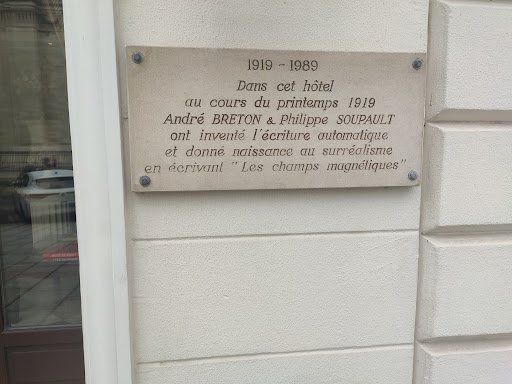 1919 - 1989
Dans cet hôtel
au cours du printemps 1919
André BRETON & Philippe SOUPAULT
ont inventé l'écriture automatique
et donné naissance au surréalisme
en écrivant "Les champs magnétiques"